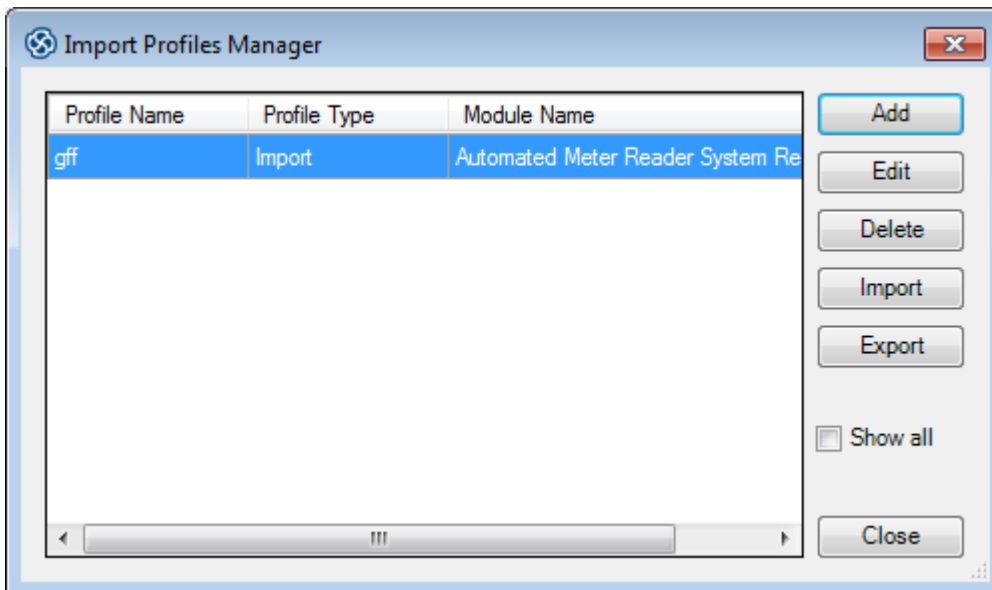 Import Profiles Manager
Profile Name Profile Type Module Name
gff Import Automated Meter Reader System Re
Add
Edit
Delete
Import
Export
Show all
Close